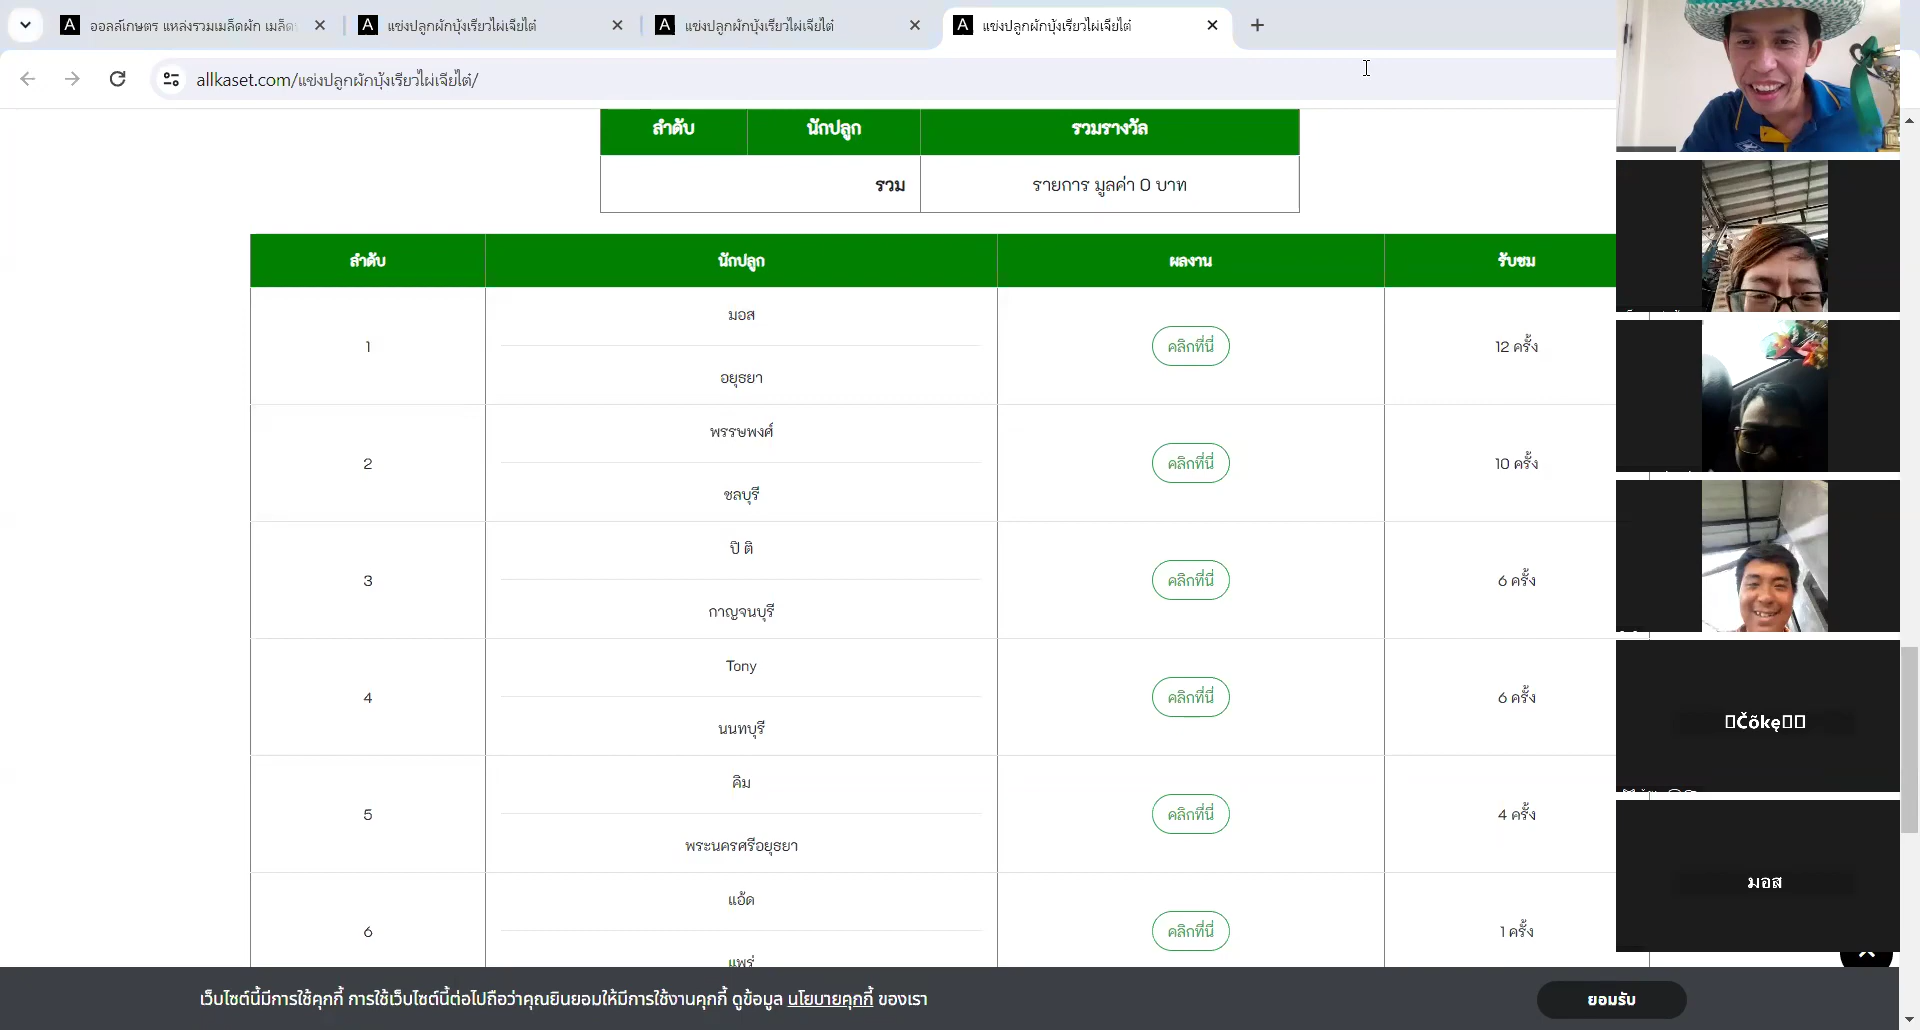 ออลล์เกษตร แหล่งรวมเมล็ดผัก เมล็ด
แข่งปลูกผักบุ้งเรียวไผ่เจียไต๋
แข่งปลูกผักบุ้งเรียวไผ่เจียไต๋
แข่งปลูกผักบุ้งเรียวไผ่เจียไต๋
allkaset.com/แข่งปลูกผักบุ้งเรียวไผ่เจียไต๋/
ลำดับ นักปลูก รวมรางวัล
รวม รายการ มูลค่า 0 บาท
ลำดับ นักปลูก ผลงาน รับชม
มอส
1 คลิกที่นี่ 12 ครั้ง
อยุธยา
พรรษพงศ์
2 คลิกที่นี่ 10 ครั้ง
ชลบุรี
ปิ ติ
3 คลิกที่นี่ 6 ครั้ง
กาญจนบุรี
Tony
4 คลิกที่นี่ 6 ครั้ง
นนทบุรี
คิม
5 คลิกที่นี่ 4 ครั้ง
พระนครศรีอยุธยา
แอ้ด
6 คลิกที่นี่ 1 ครั้ง
แพร่
Čõkę
มอส
เว็บไซต์นี้มีการใช้คุกกี้ การใช้เว็บไซต์นี้ต่อไปถือว่าคุณยินยอมให้มีการใช้งานคุกกี้ ดูข้อมูล นโยบายคุกกี้ ของเรา
ยอมรับ